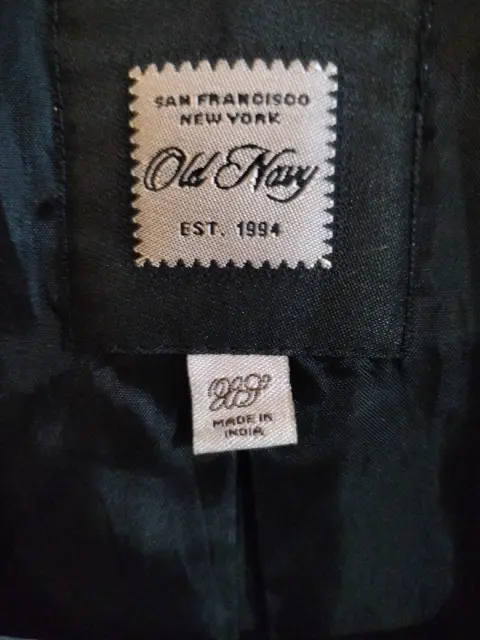 SAN FRANCISCO
NEW YORK
Old Navy
EST. 1994
MADE IN
INDIA